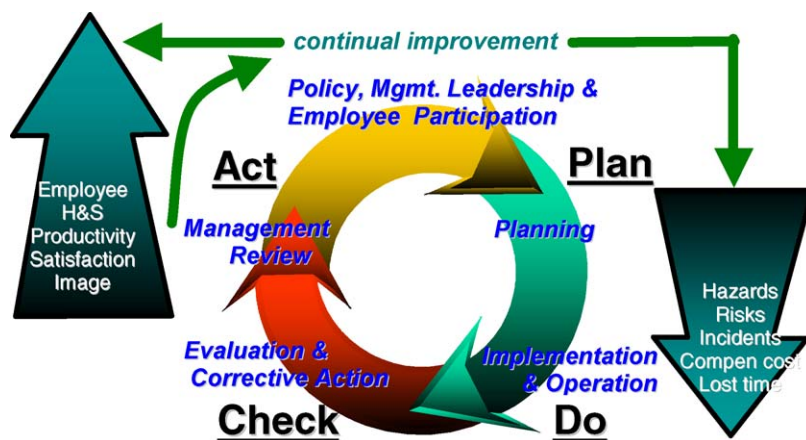 continual improvement
Policy, Mgmt. Leadership &
Employee Participation
Act
Plan
Employee
H&S
Productivity
Satisfaction
Image
Management
Review
Planning
Hazards
Risks
Incidents
Compen cost
Lost time
Evaluation &
Corrective Action
Implementation
& Operation
Check
Do